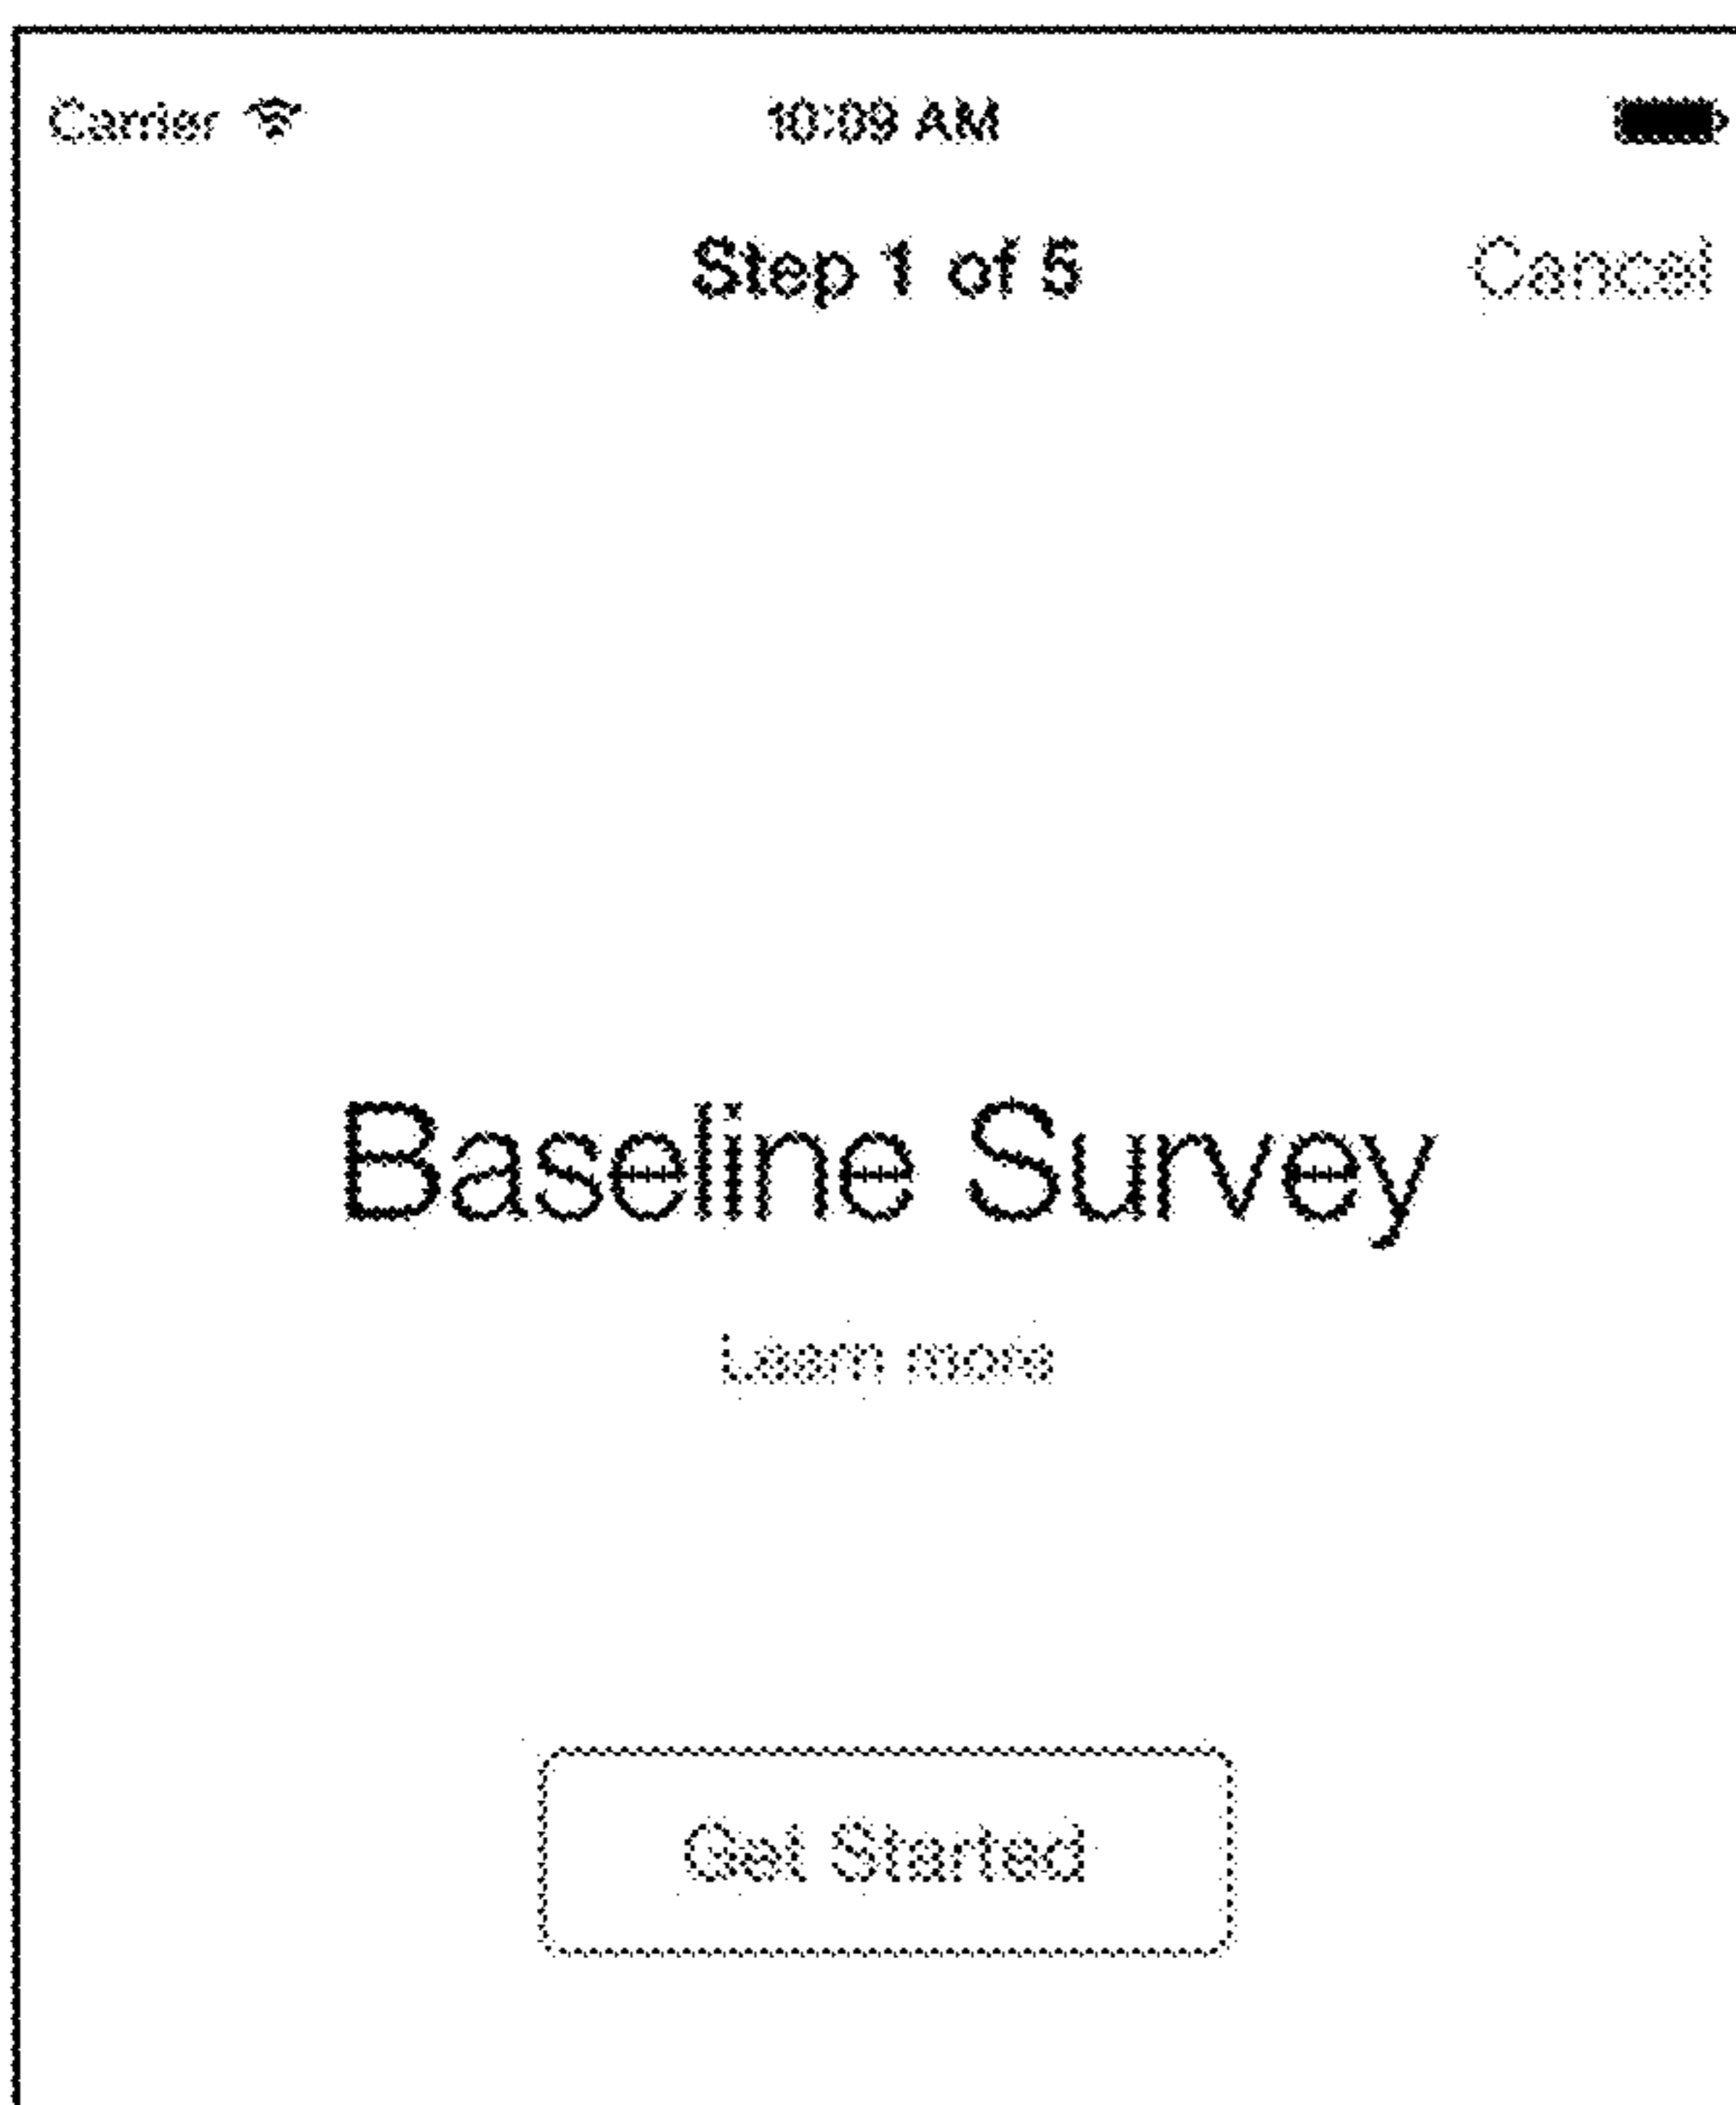 Carrier 10:09 AM
Step 1 of 5 Cancel
Baseline Survey
Learn more
Get Started